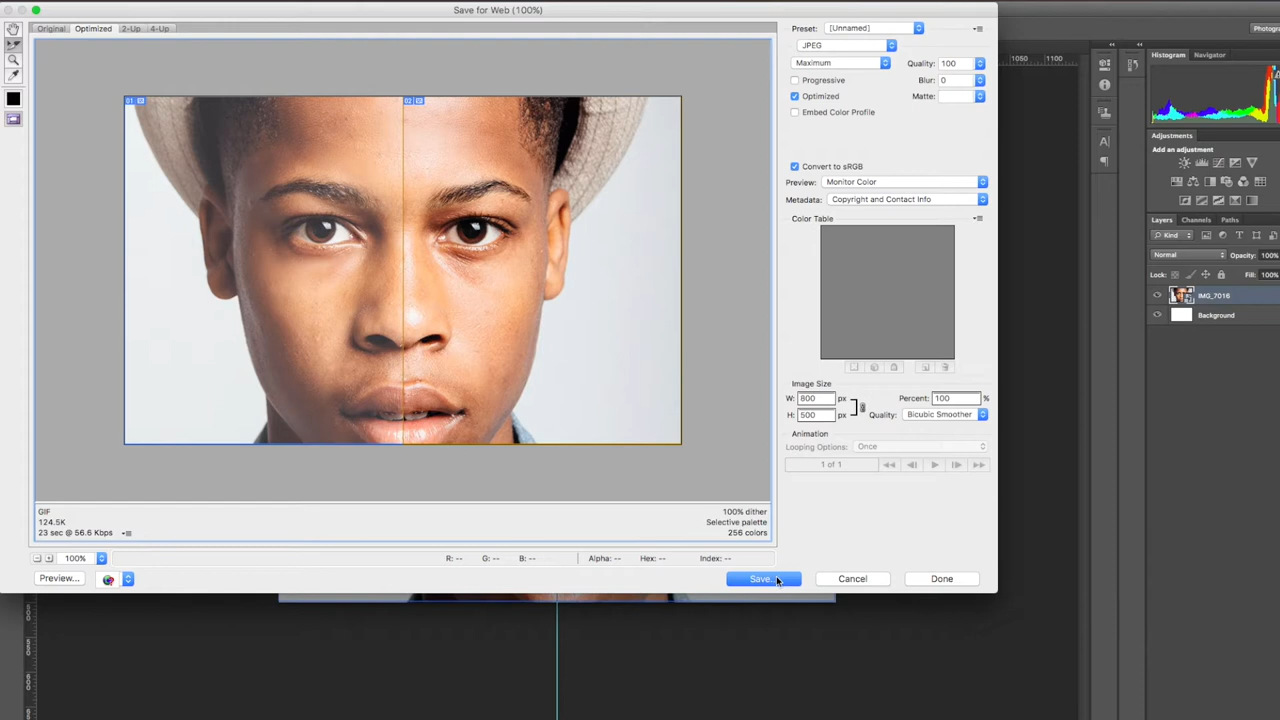 Save for Web (100%)
Original Optimized 2-Up 4-Up
01 02
Preset: [Unnamed]
JPEG
Maximum Quality: 100
Progressive Blur: 0
Optimized Matte:
Embed Color Profile
Convert to sRGB
Preview: Monitor Color
Metadata: Copyright and Contact Info
Color Table
Image Size
W: 800 px Percent: 100 %
H: 500 px Quality: Bicubic Smoother
Animation
Looping Options: Once
1 of 1
GIF
124.5K
23 sec @ 56.6 Kbps
100% dither
Selective palette
256 colors
100% R: -- G: -- B: -- Alpha: -- Hex: -- Index: --
Preview... Save... Cancel Done
1050 1100
Photogra
Histogram Navigator
Adjustments
Add an adjustment
Layers Channels Paths
Kind
Normal Opacity: 100%
Lock: Fill: 100%
IMG_7016
Background